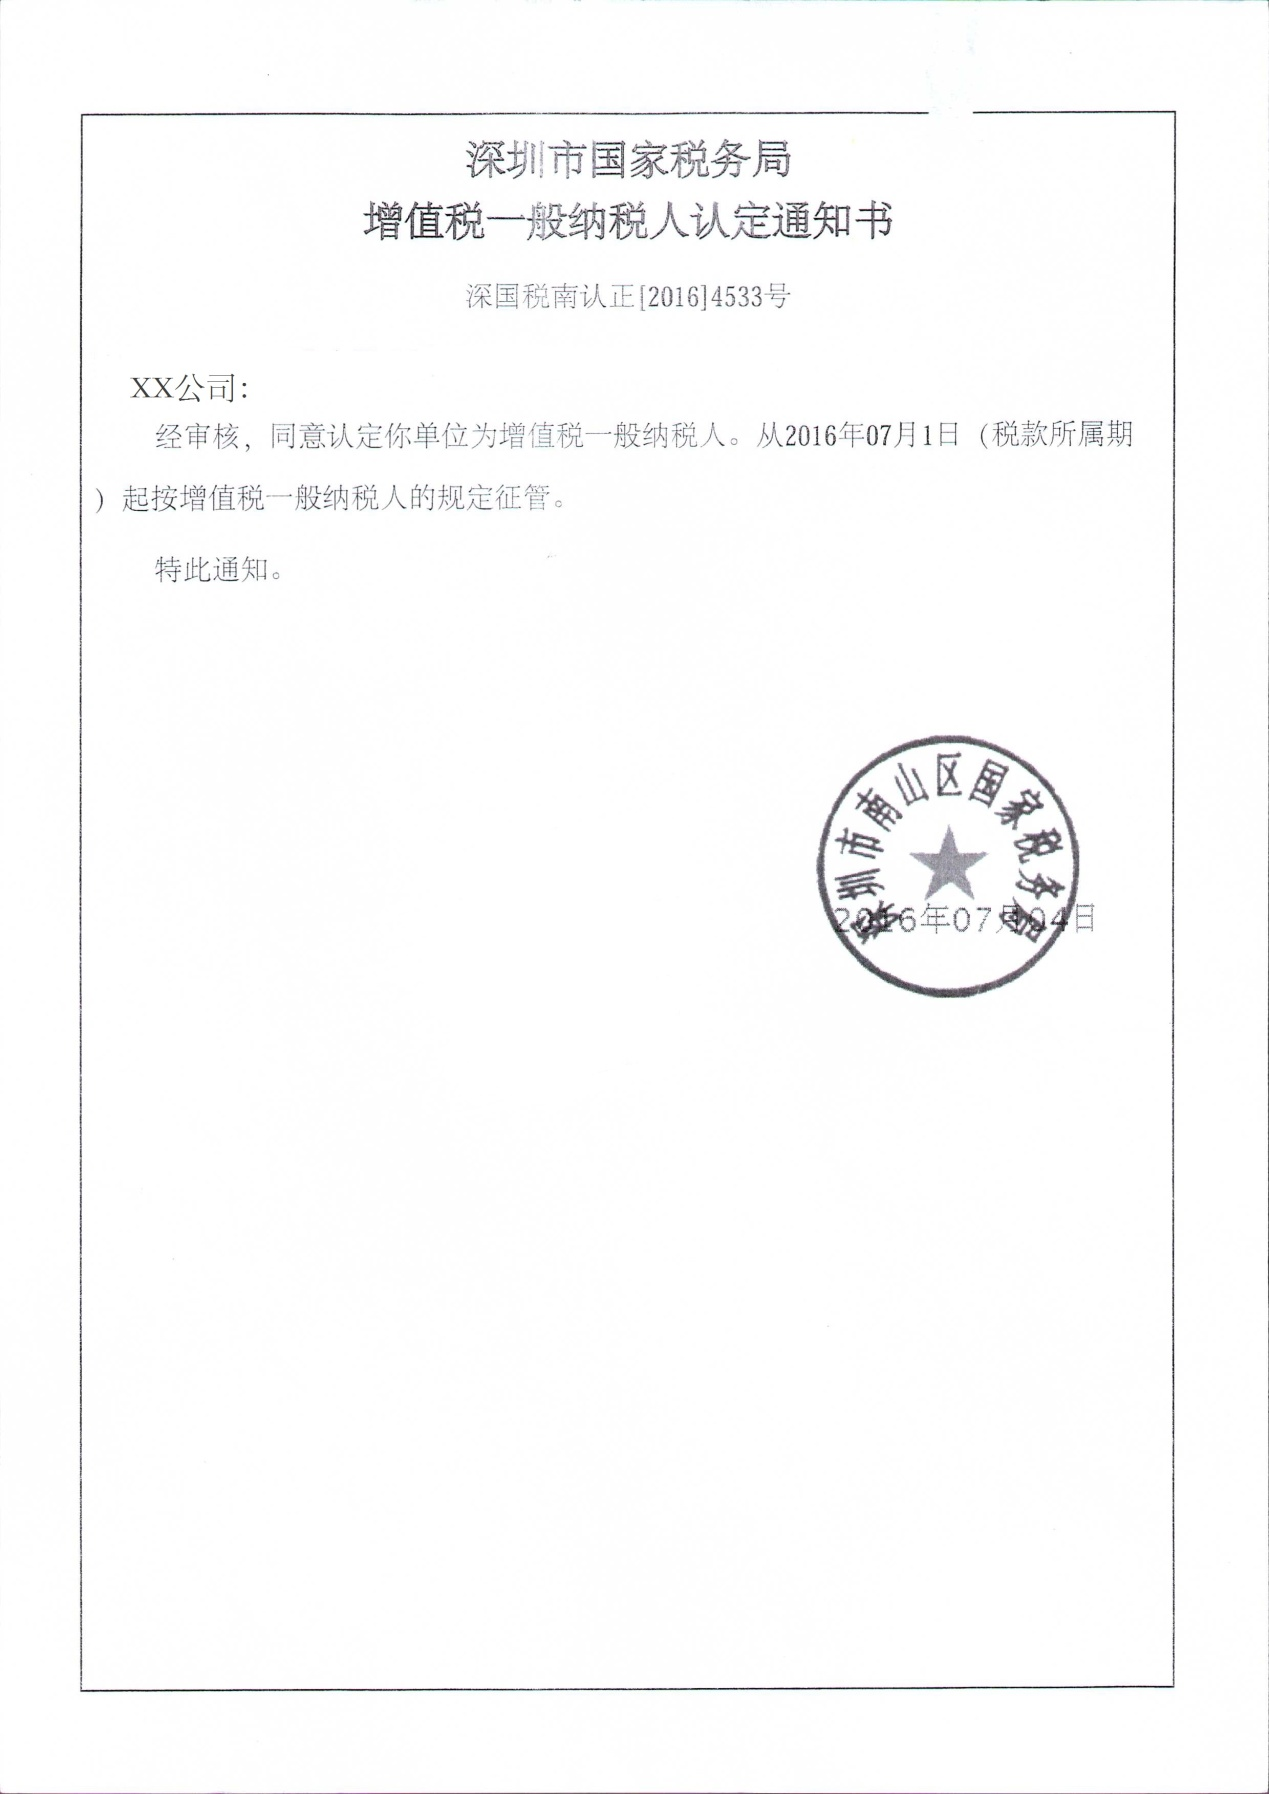 深圳市国家税务局
增值税一般纳税人认定通知书
深国税南认正[2016]4533号
XX公司：
经审核，同意认定你单位为增值税一般纳税人。从2016年07月1日（税款所属期
）起按增值税一般纳税人的规定征管。
特此通知。
深圳市南山区国家税务局
2016年07月04日